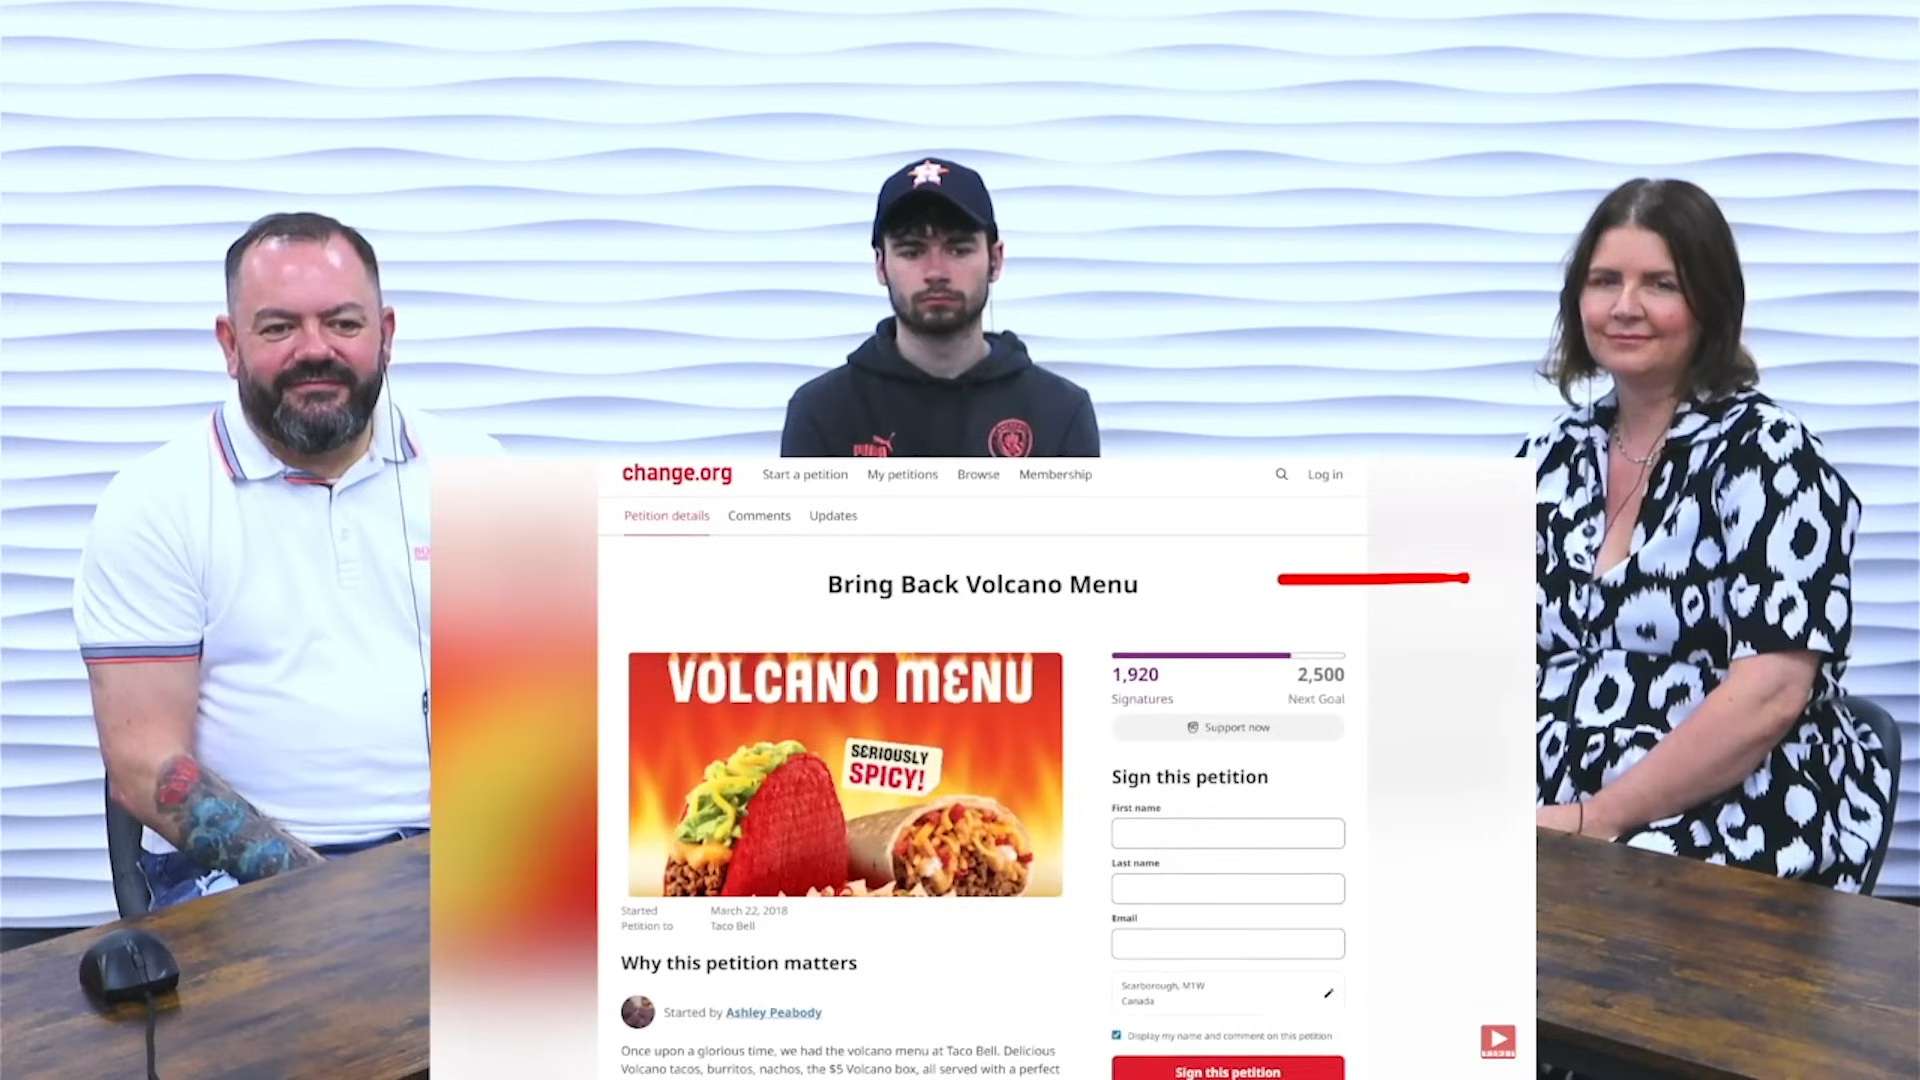 PUMA
BO
change.org
Start a petition
My petitions
Browse
Membership
Log in
Petition details
Comments
Updates
Bring Back Volcano Menu
VOLCANO MENU
SERIOUSLY
SPICY!
1,920
2,500
Signatures
Next Goal
Support now
Sign this petition
First name
Last name
Email
Scarborough, M1W
Canada
Display my name and comment on this petition
Sign this petition
Started
March 22, 2018
Petition to
Taco Bell
Why this petition matters
Started by Ashley Peabody
Once upon a glorious time, we had the volcano menu at Taco Bell. Delicious
Volcano tacos, burritos, nachos, the $5 Volcano box, all served with a perfect